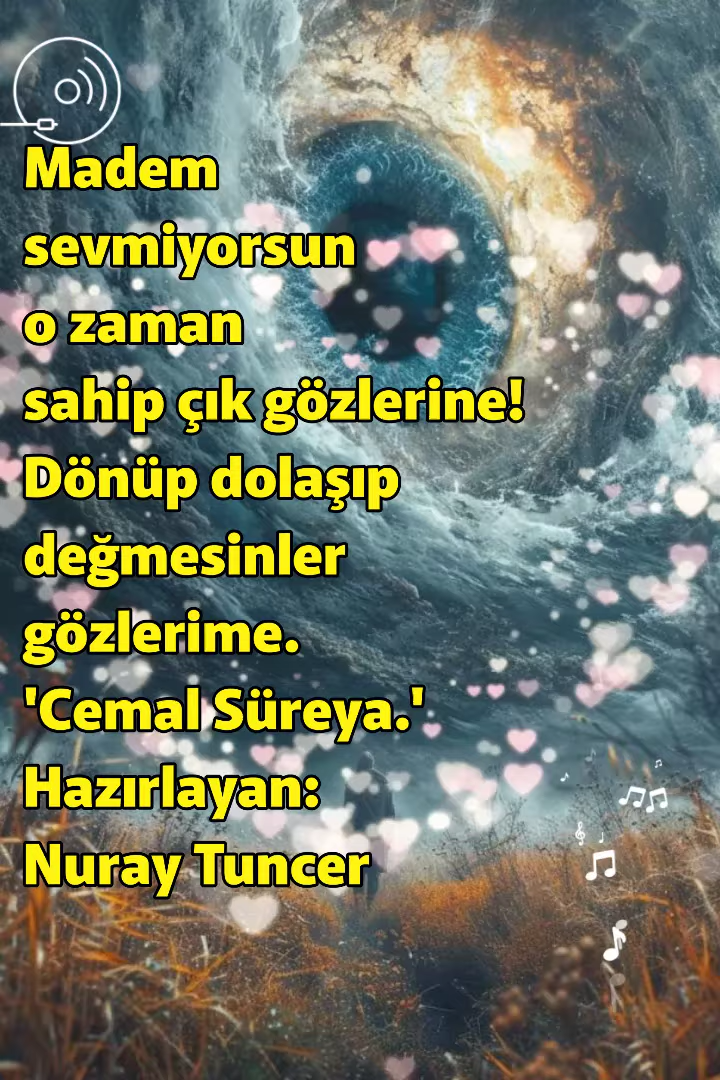 Madem
sevmiyorsun
o zaman
sahip çık gözlerine!
Dönüp dolaşıp
değmesinler
gözlerime.
'Cemal Süreya.'
Hazırlayan:
Nuray Tuncer